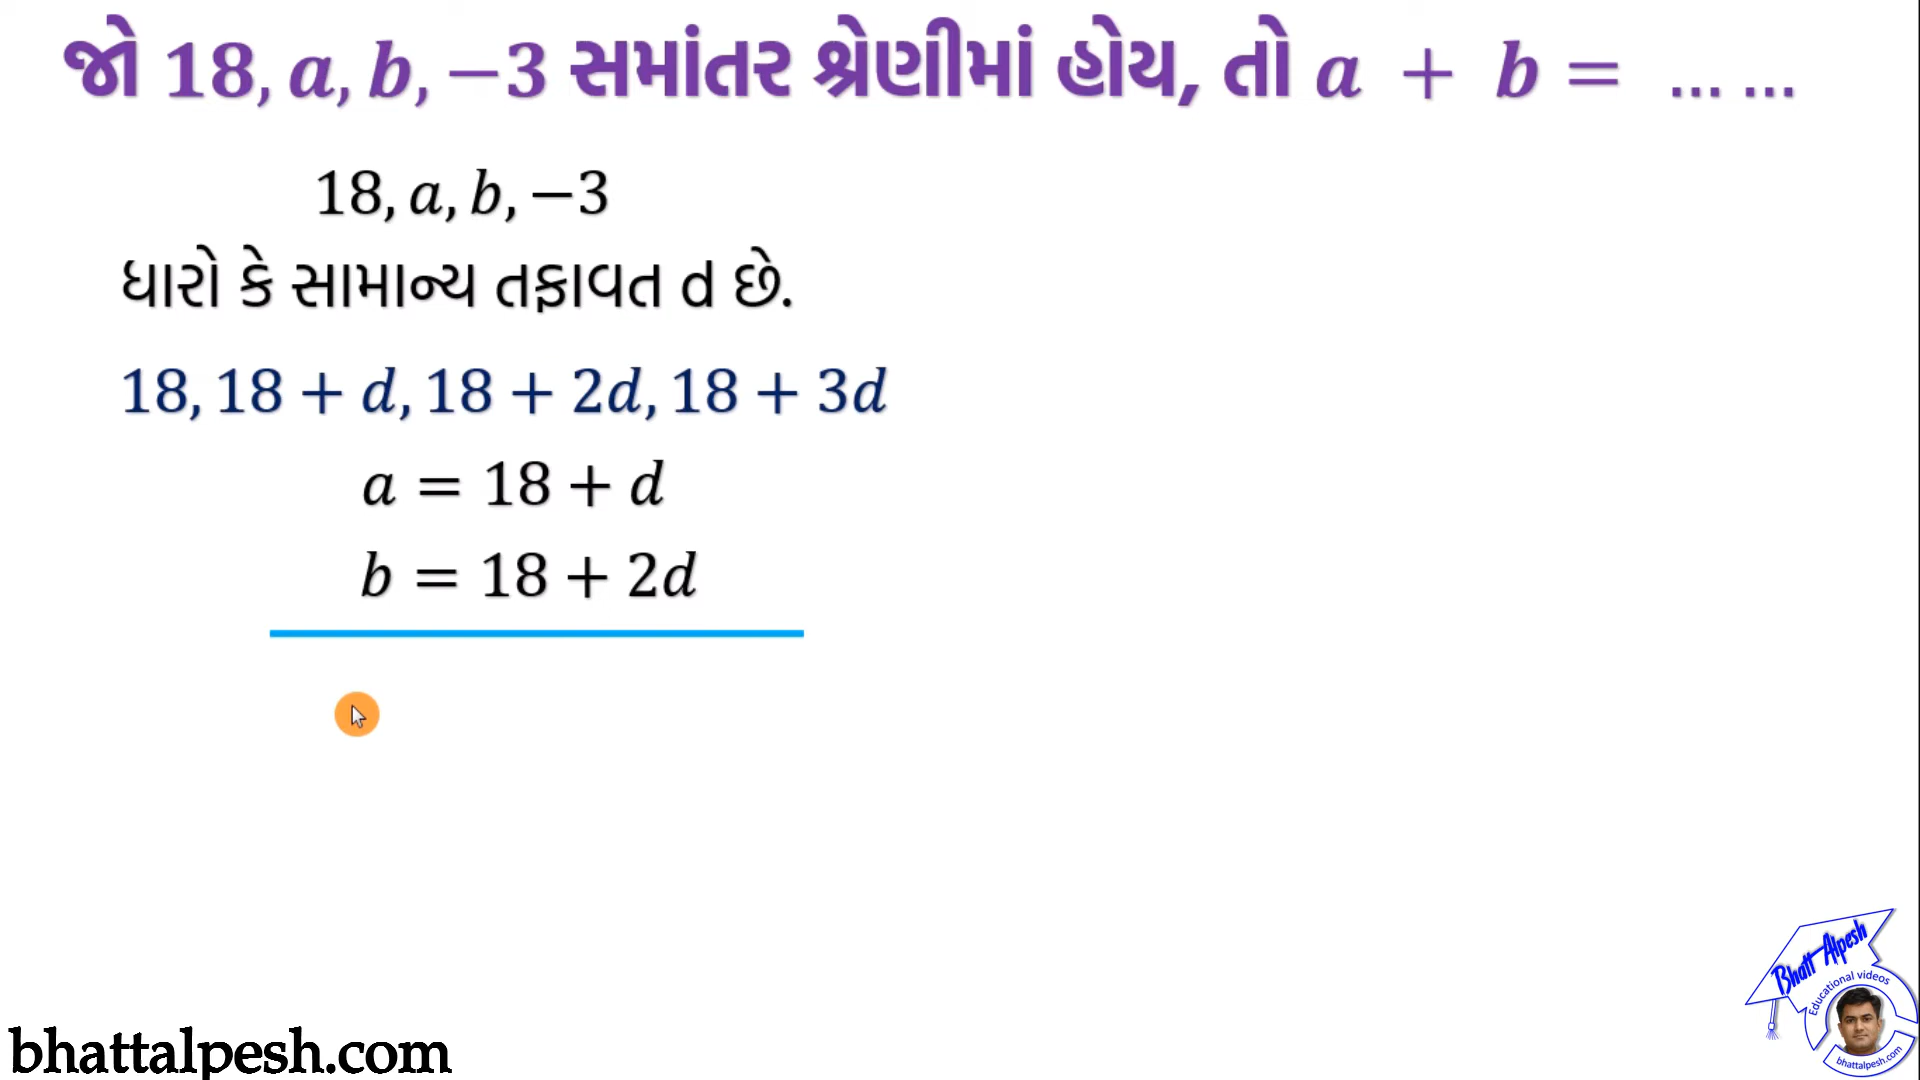 જો 18, a, b, −3 સમાંતર શ્રેણીમાં હોય, તો a + b = ... ...
18, a, b, −3
ધારો કે સામાન્ય તફાવત d છે.
18, 18 + d, 18 + 2d, 18 + 3d
a = 18 + d
b = 18 + 2d
Bhatt Alpesh
Educational videos
bhattalpesh.com
bhattalpesh.com